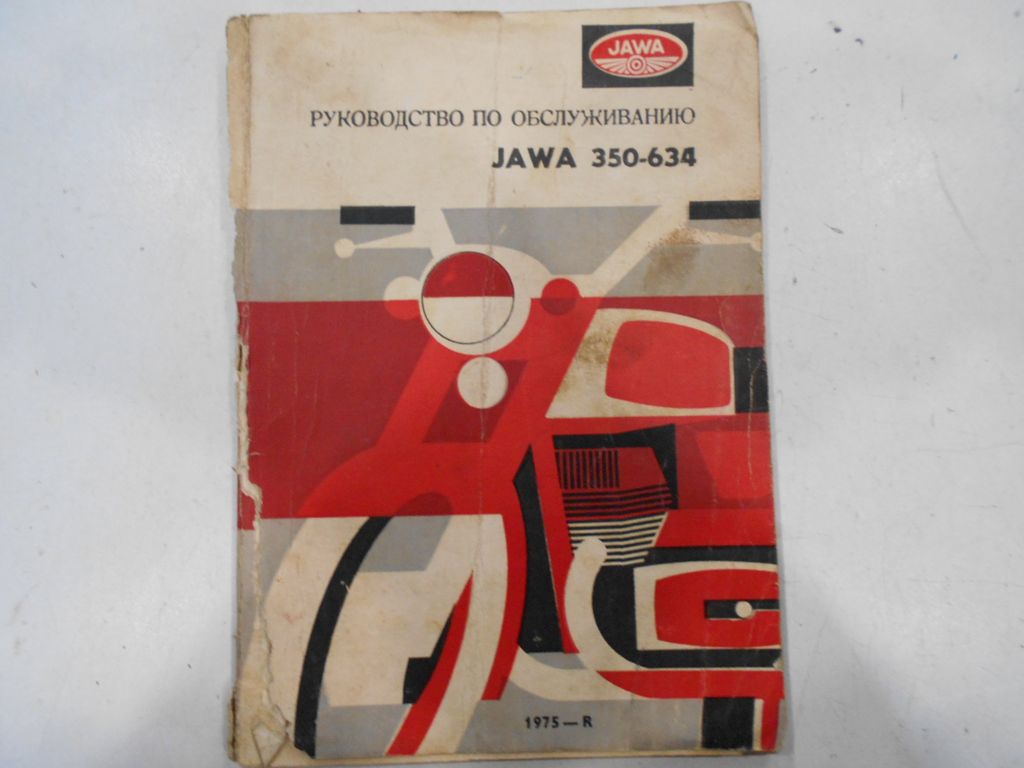 JAWA
РУКОВОДСТВО ПО ОБСЛУЖИВАНИЮ
JAWA 350-634
1975 — R